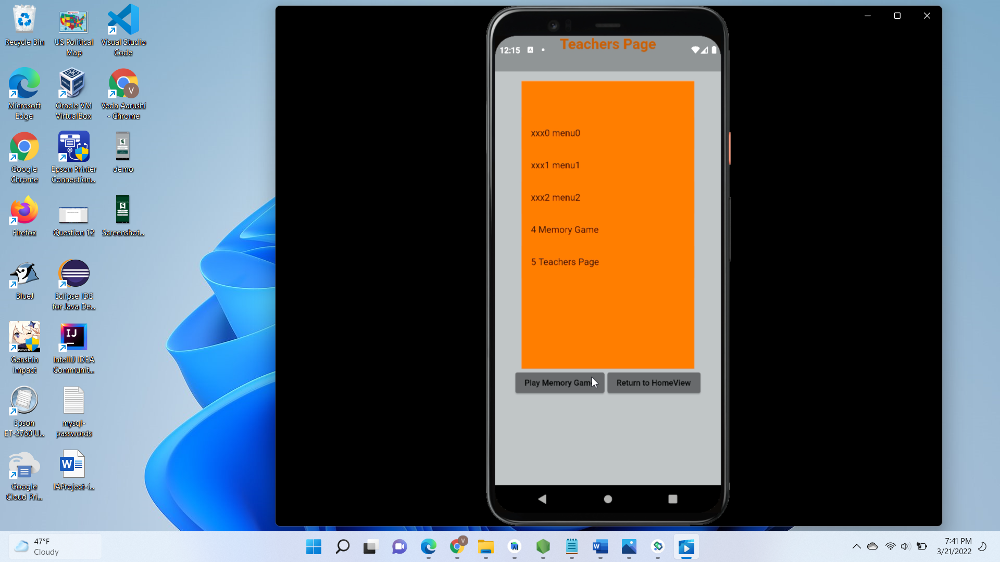 Recycle Bin
US Political
Map
Visual Studio
Code
Microsoft
Edge
Oracle VM
VirtualBox
V
Veda Aarushi
- Chrome
Google
Chrome
Epson Printer
Connection...
demo
Firefox
Question 12
Screenshot...
BlueJ
Eclipse IDE
for Java De...
Genshin
Impact
IJ
IntelliJ IDEA
Communit...
Epson
ET-3760 U...
mysql-
passwords
Google
Cloud Pri...
W
IAProject-i...
Teachers Page
12:15
xxx0 menu0
xxx1 menu1
xxx2 menu2
4 Memory Game
5 Teachers Page
Play Memory Game
Return to HomeView
47°F
Cloudy
V
W
7:41 PM
3/21/2022